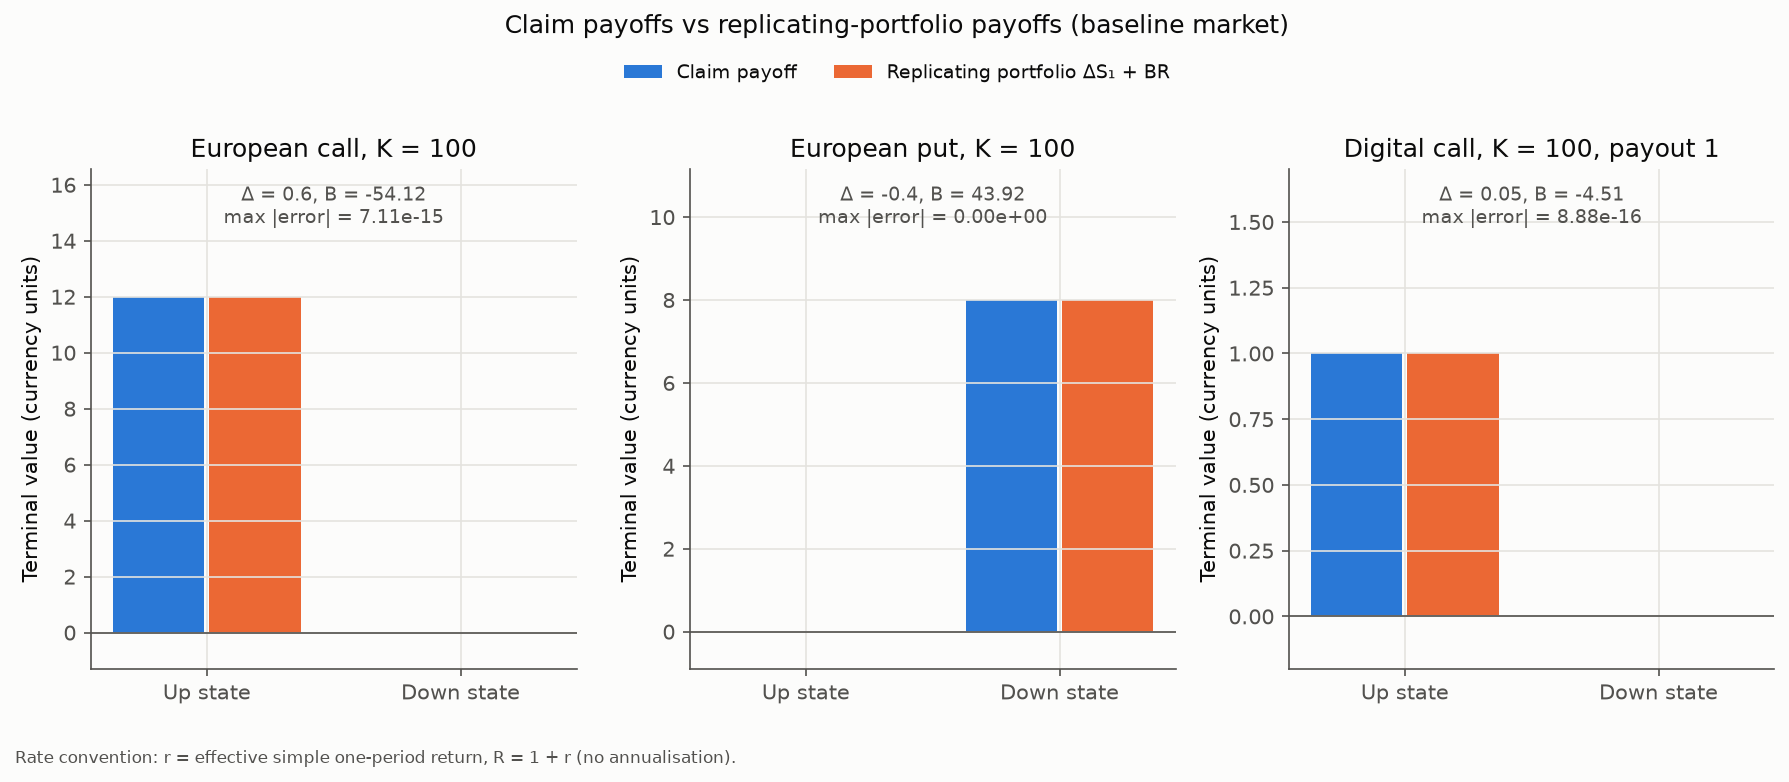 Claim payoffs vs replicating-portfolio payoffs (baseline market)
Claim payoff
Replicating portfolio ΔS₁ + BR
European call, K = 100
Δ = 0.6, B = -54.12
max |error| = 7.11e-15
Terminal value (currency units)
16
14
12
10
8
6
4
2
0
Up state
Down state
European put, K = 100
Δ = -0.4, B = 43.92
max |error| = 0.00e+00
Terminal value (currency units)
10
8
6
4
2
0
Up state
Down state
Digital call, K = 100, payout 1
Δ = 0.05, B = -4.51
max |error| = 8.88e-16
Terminal value (currency units)
1.50
1.25
1.00
0.75
0.50
0.25
0.00
Up state
Down state
Rate convention: r = effective simple one-period return, R = 1 + r (no annualisation).